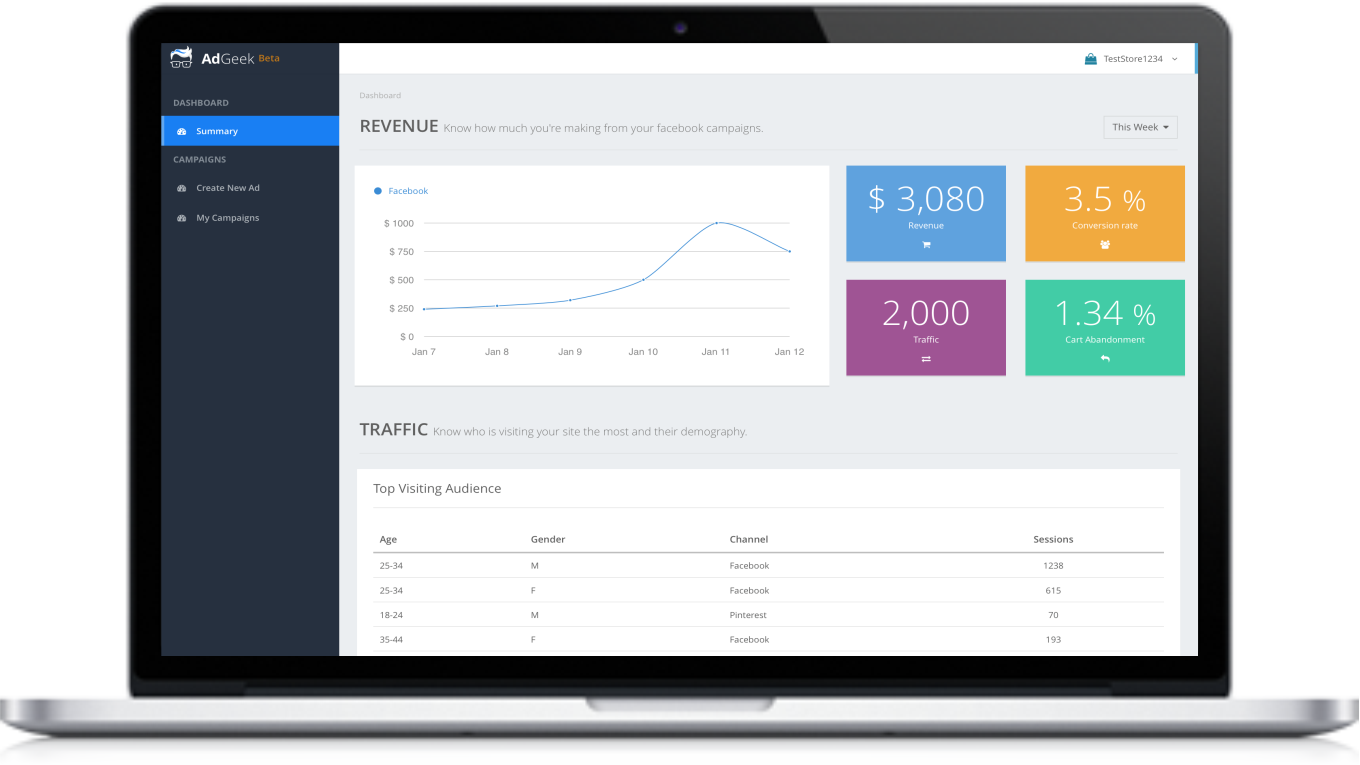 AdGeek Beta
TestStore1234
DASHBOARD
Summary
CAMPAIGNS
Create New Ad
My Campaigns
Dashboard
REVENUE Know how much you're making from your facebook campaigns.
This Week
Facebook
$ 1000
$ 750
$ 500
$ 250
$ 0
Jan 7 Jan 8 Jan 9 Jan 10 Jan 11 Jan 12
$ 3,080
Revenue
3.5 %
Conversion rate
2,000
Traffic
1.34 %
Cart Abandonment
TRAFFIC Know who is visiting your site the most and their demography.
Top Visiting Audience
Age Gender Channel Sessions
25-34 M Facebook 1238
25-34 F Facebook 615
18-24 M Pinterest 70
35-44 F Facebook 193